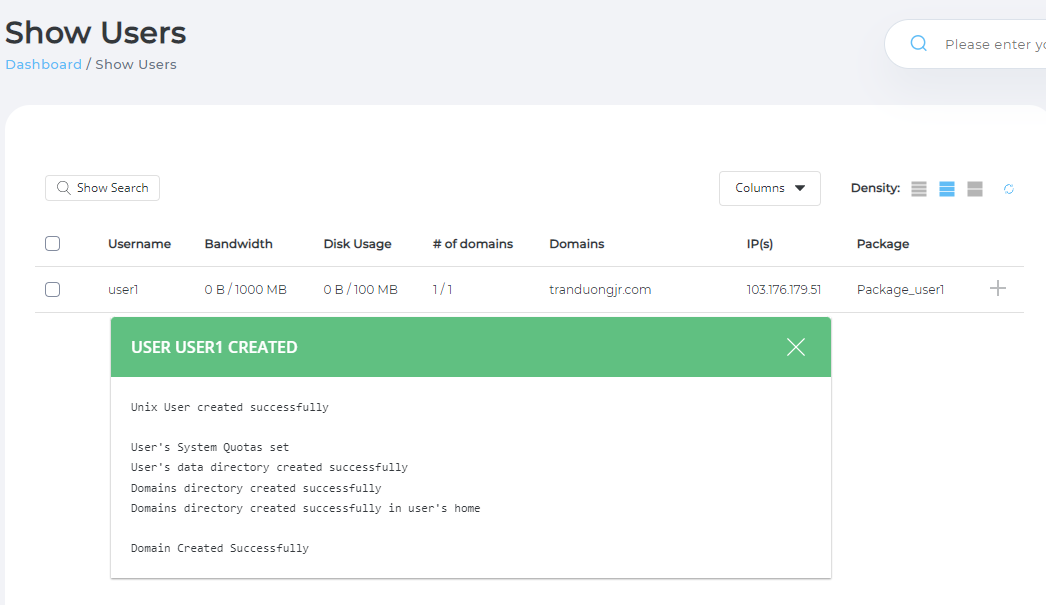 Show Users
Dashboard / Show Users
Please enter
Show Search
Columns
Density:
Username Bandwidth Disk Usage # of domains Domains IP(s) Package
user1 0 B / 1000 MB 0 B / 100 MB 1 / 1 tranduongjr.com 103.176.179.51 Package_user1
USER USER1 CREATED
Unix User created successfully
User's System Quotas set
User's data directory created successfully
Domains directory created successfully
Domains directory created successfully in user's home
Domain Created Successfully